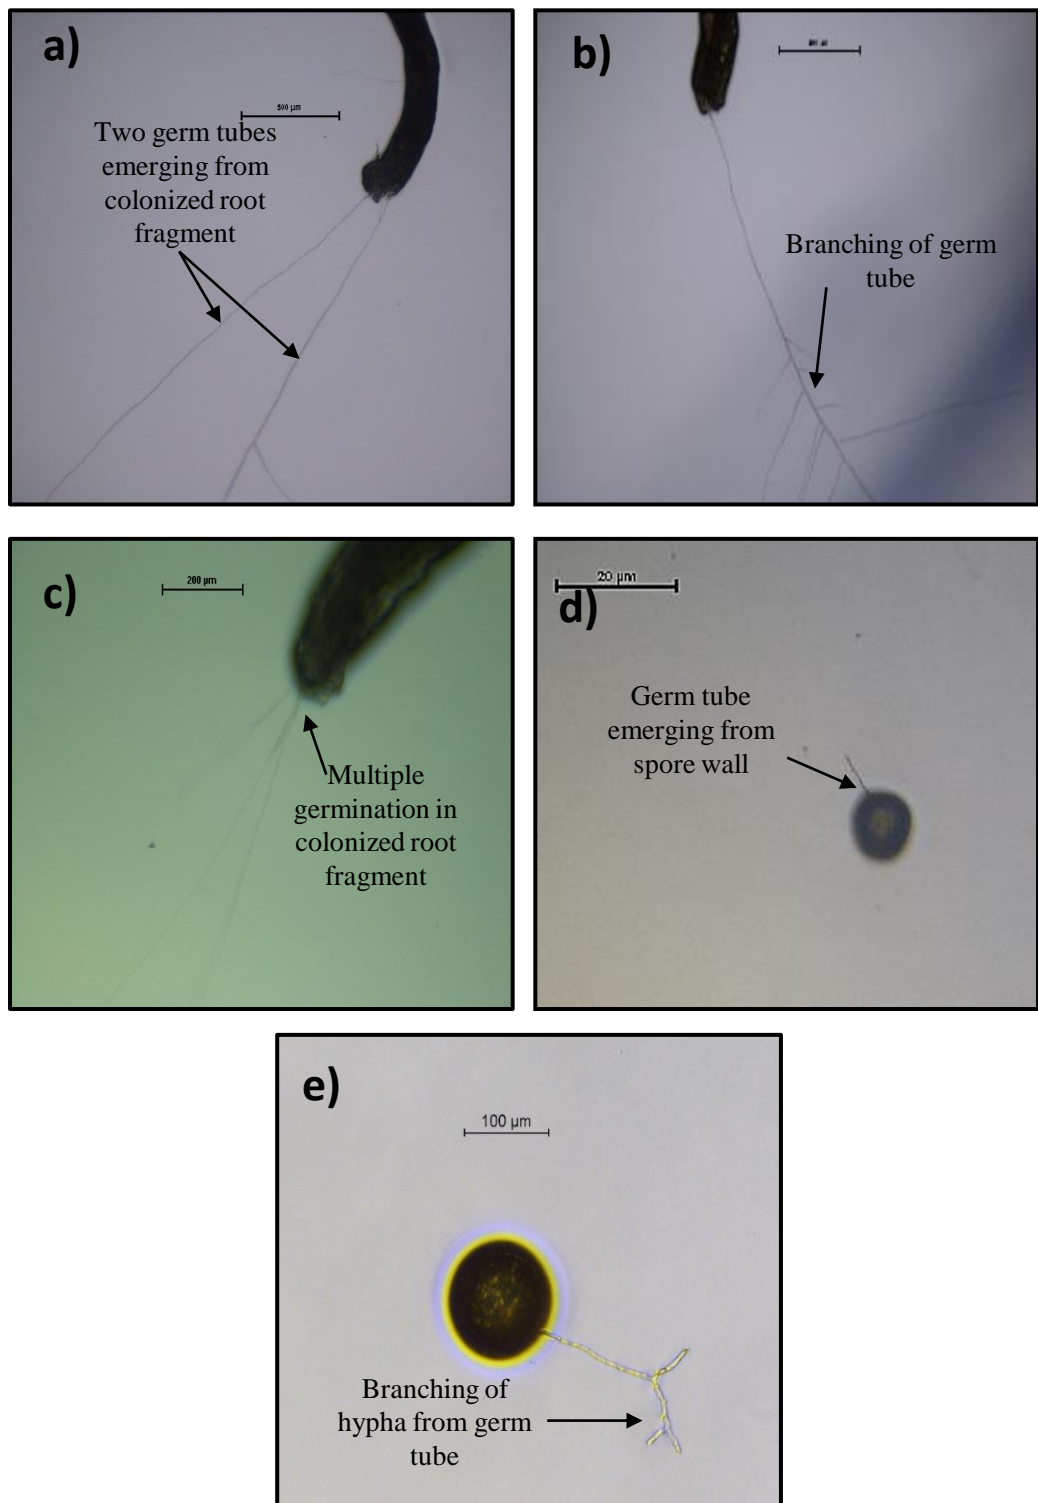 a)
500 µm
Two germ tubes
emerging from
colonized root
fragment
b)
Branching of germ
tube
c)
200 µm
Multiple
germination in
colonized root
fragment
20 µm
d)
Germ tube
emerging from
spore wall
e)
100 µm
Branching of
hypha from germ
tube